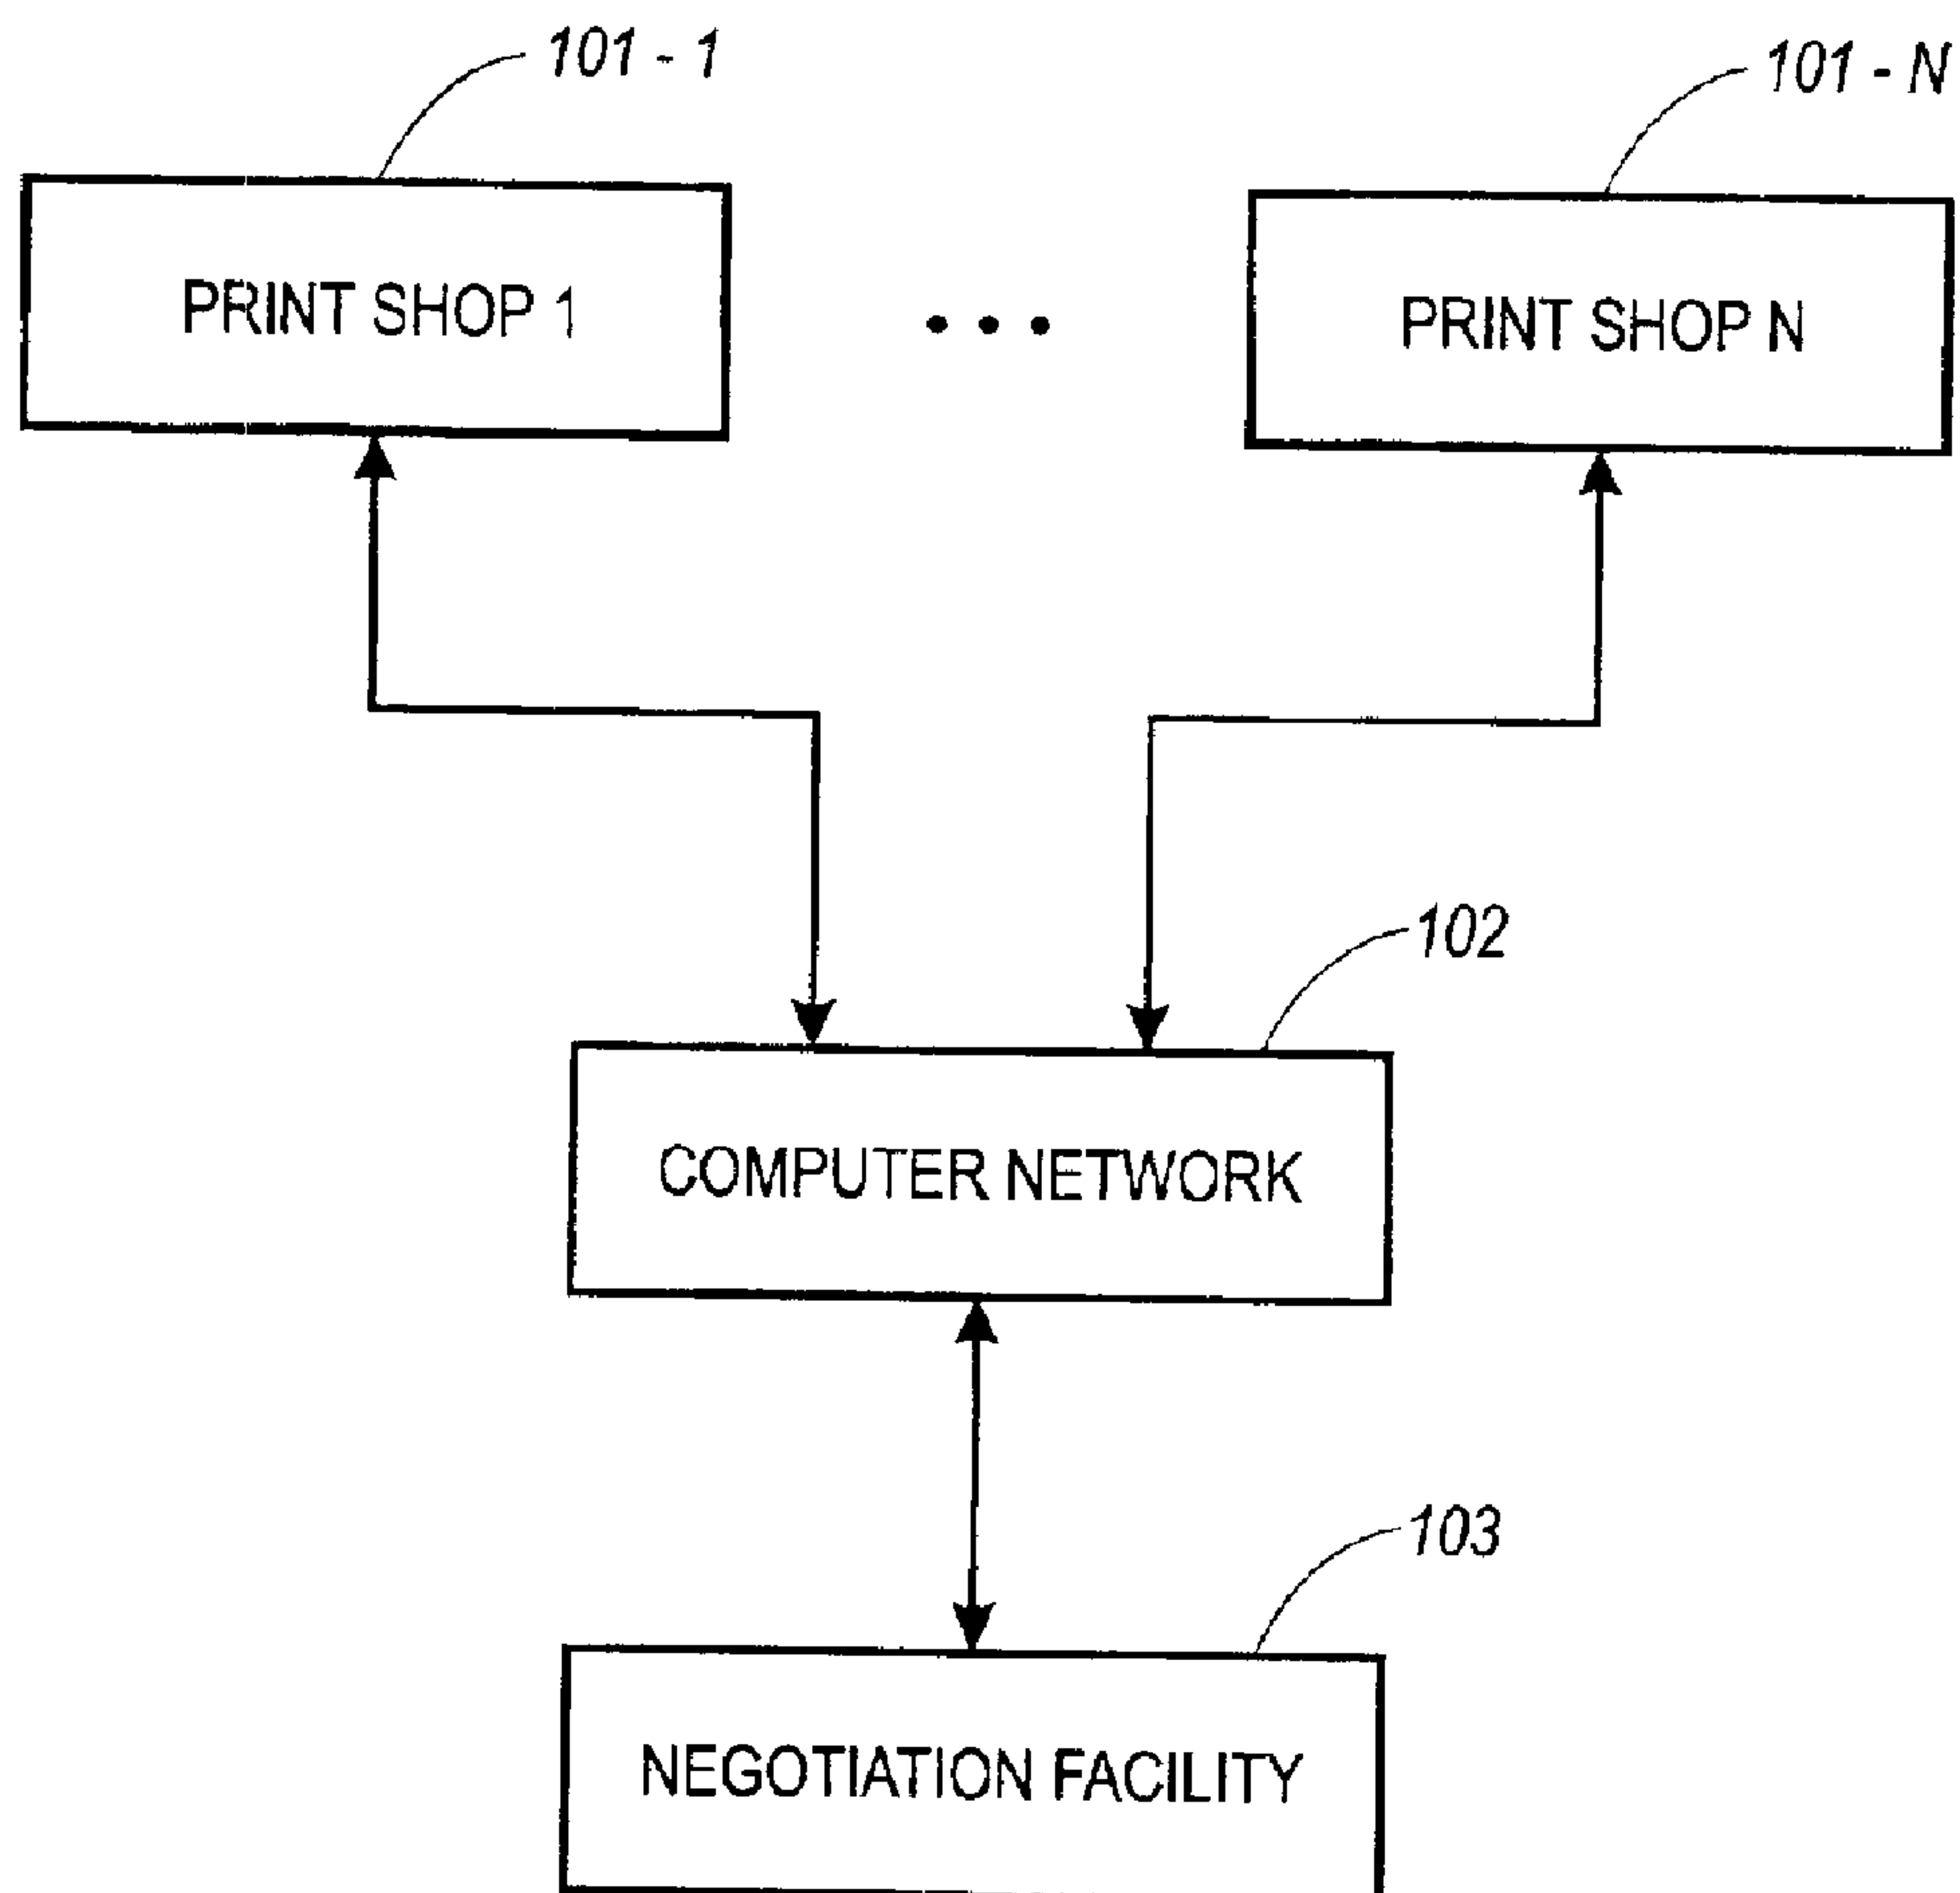 101 - 1
101 - N
PRINT SHOP 1
• • •
PRINT SHOP N
102
COMPUTER NETWORK
103
NEGOTIATION FACILITY